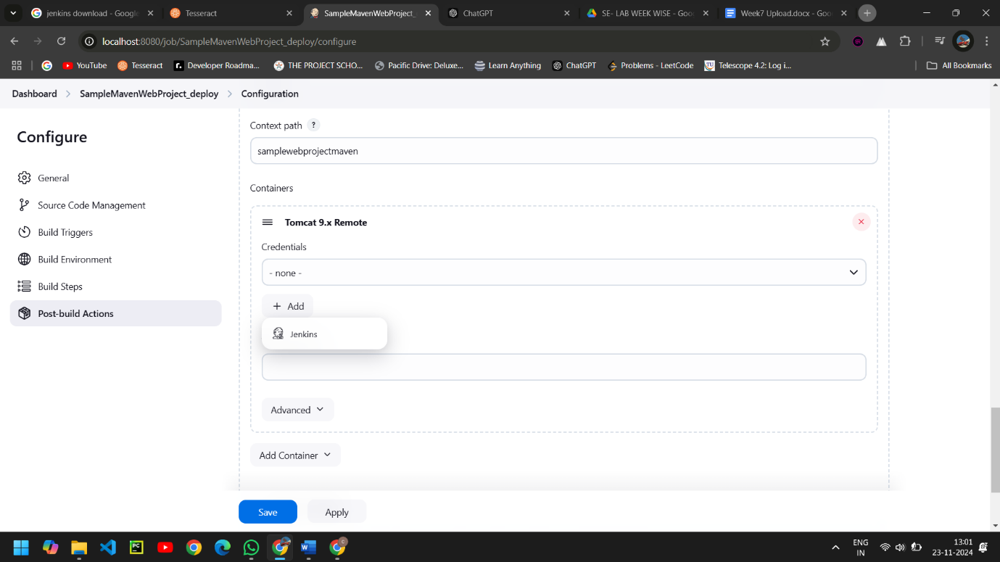 jenkins download - Google
Tesseract
SampleMavenWebProject_
ChatGPT
SE- LAB WEEK WISE - Goo
Week7 Upload.docx - Goo
localhost:8080/job/SampleMavenWebProject_deploy/configure
YouTube
Tesseract
Developer Roadma...
THE PROJECT SCHO...
Pacific Drive: Deluxe...
Learn Anything
ChatGPT
Problems - LeetCode
Telescope 4.2: Log i...
All Bookmarks
Dashboard
SampleMavenWebProject_deploy
Configuration
Configure
General
Source Code Management
Build Triggers
Build Environment
Build Steps
Post-build Actions
Context path ?
samplewebprojectmaven
Containers
Tomcat 9.x Remote
Credentials
- none -
+ Add
Jenkins
Advanced
Add Container
Save
Apply
ENG
IN
13:01
23-11-2024